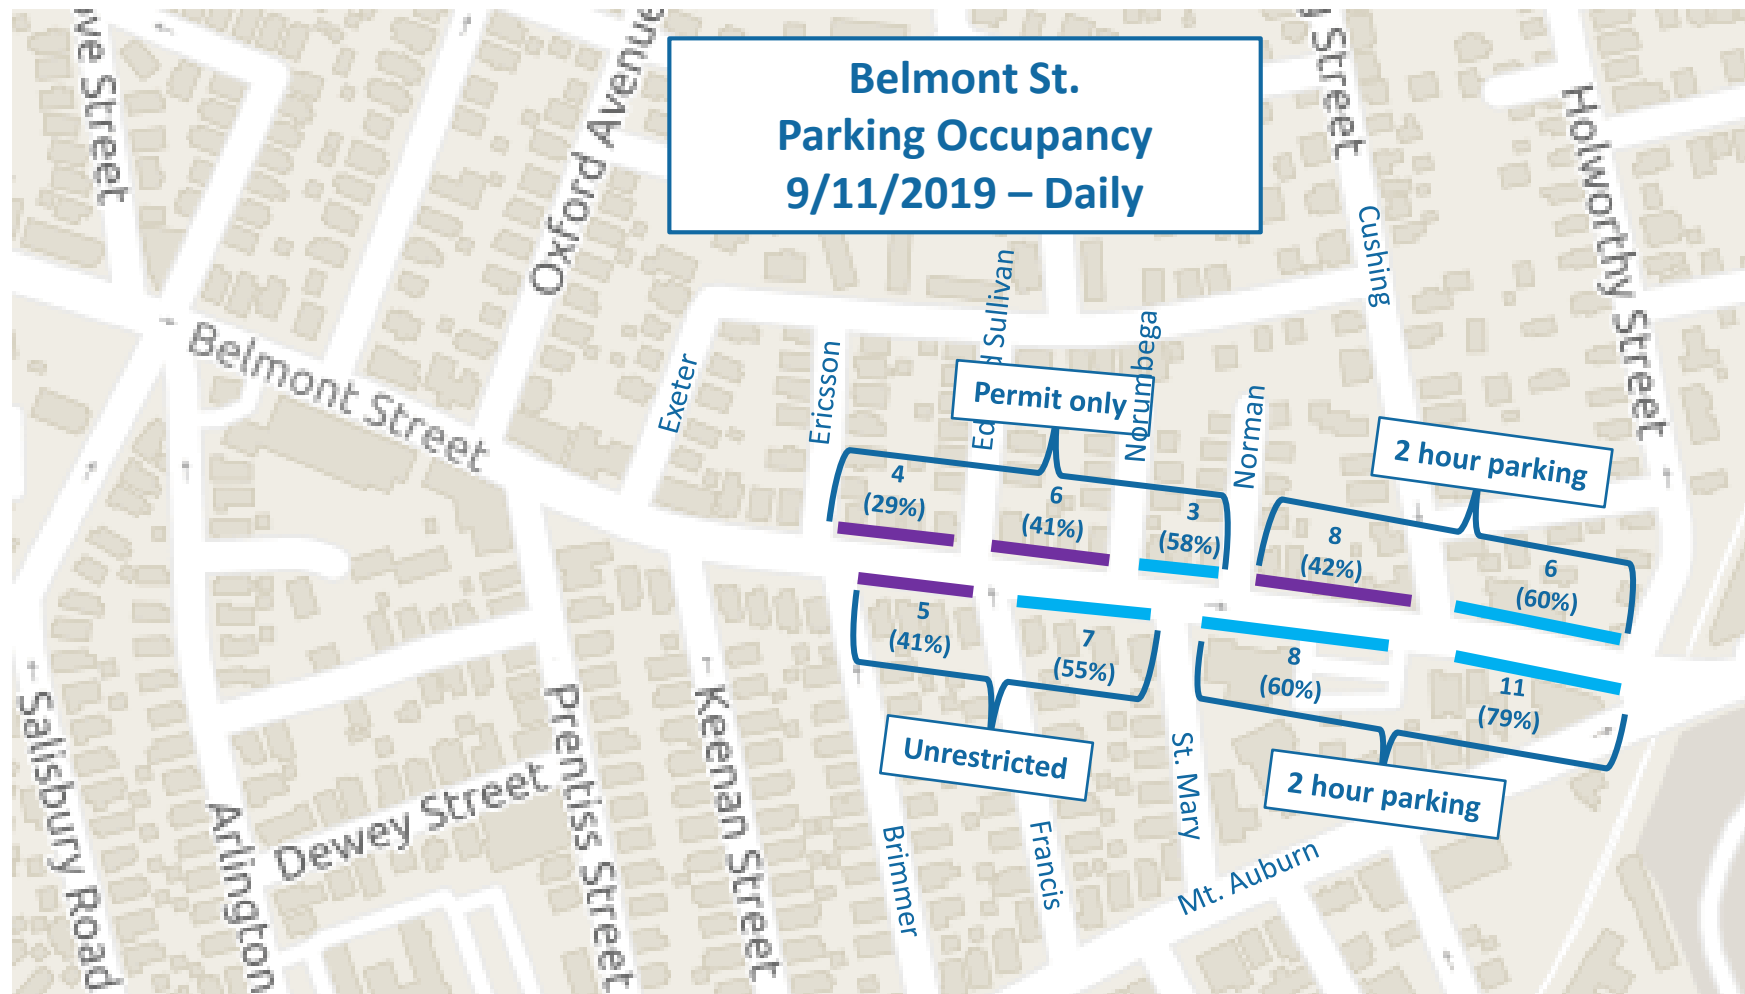 Belmont St.
Parking Occupancy
9/11/2019 – Daily
Street
Oxford Avenue
Street
Holworthy Street
Cushing
Belmont Street
Exeter
Ericsson
Sullivan
Norumbega
Norman
Permit only
2 hour parking
4
(29%)
6
(41%)
3
(58%)
8
(42%)
6
(60%)
5
(41%)
7
(55%)
8
(60%)
11
(79%)
Unrestricted
2 hour parking
Salisbury Road
Arlington
Dewey Street
Prentiss Street
Keenan Street
Brimmer
Francis
St. Mary
Mt. Auburn